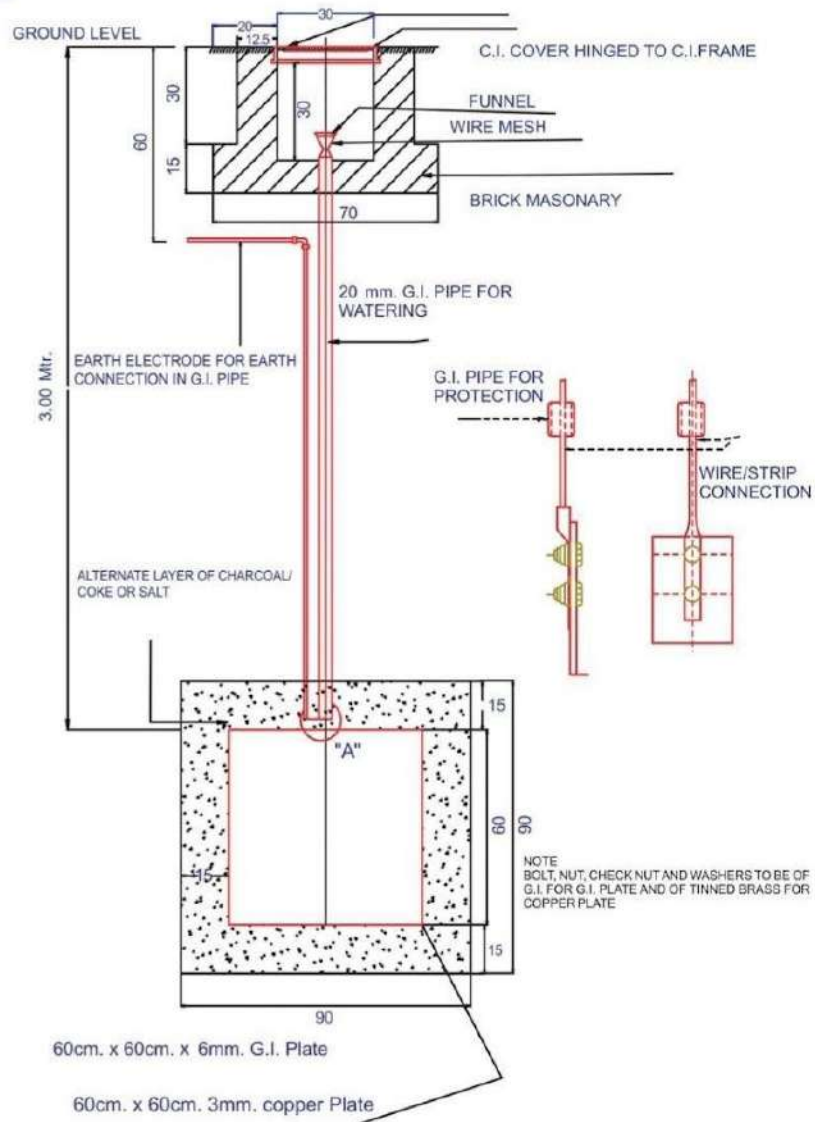 20
30
GROUND LEVEL
12.5
C.I. COVER HINGED TO C.I.FRAME
30
30
60
FUNNEL
WIRE MESH
15
BRICK MASONARY
70
20 mm. G.I. PIPE FOR
WATERING
EARTH ELECTRODE FOR EARTH
CONNECTION IN G.I. PIPE
3.00 Mtr.
G.I. PIPE FOR
PROTECTION
WIRE/STRIP
CONNECTION
ALTERNATE LAYER OF CHARCOAL/
COKE OR SALT
15
"A"
60
90
15
NOTE
BOLT, NUT, CHECK NUT AND WASHERS TO BE OF
G.I. FOR G.I. PLATE AND OF TINNED BRASS FOR
COPPER PLATE
15
90
60cm. x 60cm. x 6mm. G.I. Plate
60cm. x 60cm. 3mm. copper Plate